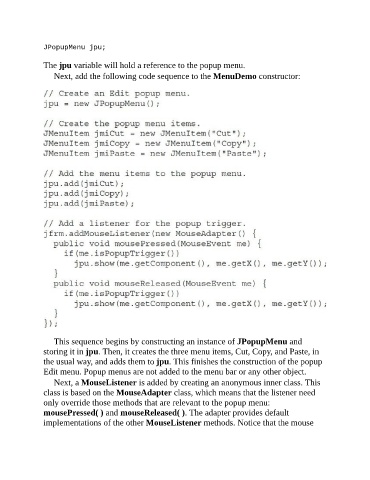 JPopupMenu jpu;
The jpu variable will hold a reference to the popup menu.
Next, add the following code sequence to the MenuDemo constructor:
// Create an Edit popup menu.
jpu = new JPopupMenu();
// Create the popup menu items.
JMenuItem jmiCut = new JMenuItem("Cut");
JMenuItem jmiCopy = new JMenuItem("Copy");
JMenuItem jmiPaste = new JMenuItem("Paste");
// Add the menu items to the popup menu.
jpu.add(jmiCut);
jpu.add(jmiCopy);
jpu.add(jmiPaste);
// Add a listener for the popup trigger.
jfrm.addMouseListener(new MouseAdapter() {
public void mousePressed(MouseEvent me) {
if(me.isPopupTrigger())
jpu.show(me.getComponent(), me.getX(), me.getY());
}
public void mouseReleased(MouseEvent me) {
if(me.isPopupTrigger())
jpu.show(me.getComponent(), me.getX(), me.getY());
}
});
This sequence begins by constructing an instance of JPopupMenu and
storing it in jpu. Then, it creates the three menu items, Cut, Copy, and Paste, in
the usual way, and adds them to jpu. This finishes the construction of the popup
Edit menu. Popup menus are not added to the menu bar or any other object.
Next, a MouseListener is added by creating an anonymous inner class. This
class is based on the MouseAdapter class, which means that the listener need
only override those methods that are relevant to the popup menu:
mousePressed( ) and mouseReleased( ). The adapter provides default
implementations of the other MouseListener methods. Notice that the mouse